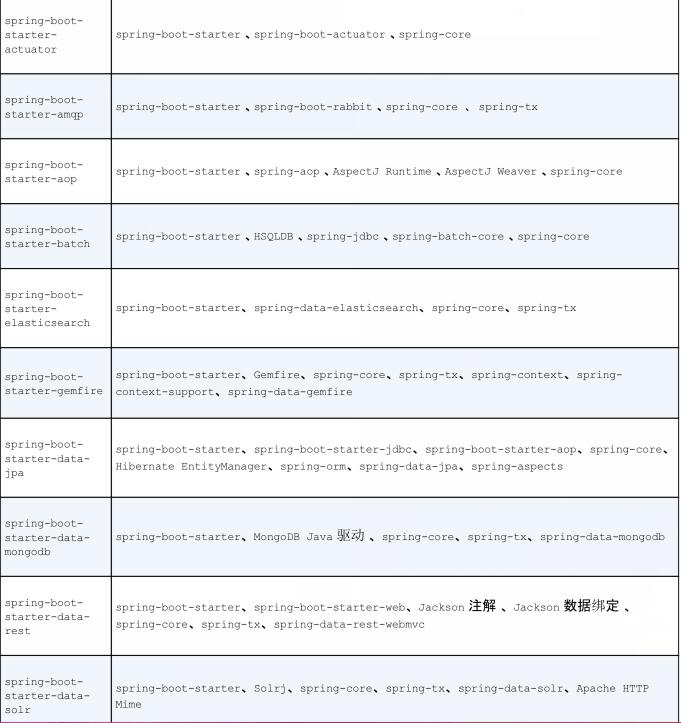 spring-boot-
starter-
actuator
spring-boot-starter 、spring-boot-actuator 、spring-core
spring-boot-
starter-amqp
spring-boot-starter 、spring-boot-rabbit 、spring-core 、 spring-tx
spring-boot-
starter-aop
spring-boot-starter 、spring-aop 、AspectJ Runtime 、AspectJ Weaver 、spring-core
spring-boot-
starter-batch
spring-boot-starter 、HSQLDB 、spring-jdbc 、spring-batch-core 、spring-core
spring-boot-
starter-
elasticsearch
spring-boot-starter、spring-data-elasticsearch、spring-core、spring-tx
spring-boot-
starter-gemfire
spring-boot-starter、Gemfire、spring-core、spring-tx、spring-context、spring-
context-support、spring-data-gemfire
spring-boot-
starter-data-
jpa
spring-boot-starter、spring-boot-starter-jdbc、spring-boot-starter-aop、spring-core、
Hibernate EntityManager、spring-orm、spring-data-jpa、spring-aspects
spring-boot-
starter-data-
mongodb
spring-boot-starter、MongoDB Java 驱动 、spring-core、spring-tx、spring-data-mongodb
spring-boot-
starter-data-
rest
spring-boot-starter、spring-boot-starter-web、Jackson 注解 、Jackson 数据绑定 、
spring-core、spring-tx、spring-data-rest-webmvc
spring-boot-
starter-data-
solr
spring-boot-starter、Solrj、spring-core、spring-tx、spring-data-solr、Apache HTTP
Mime